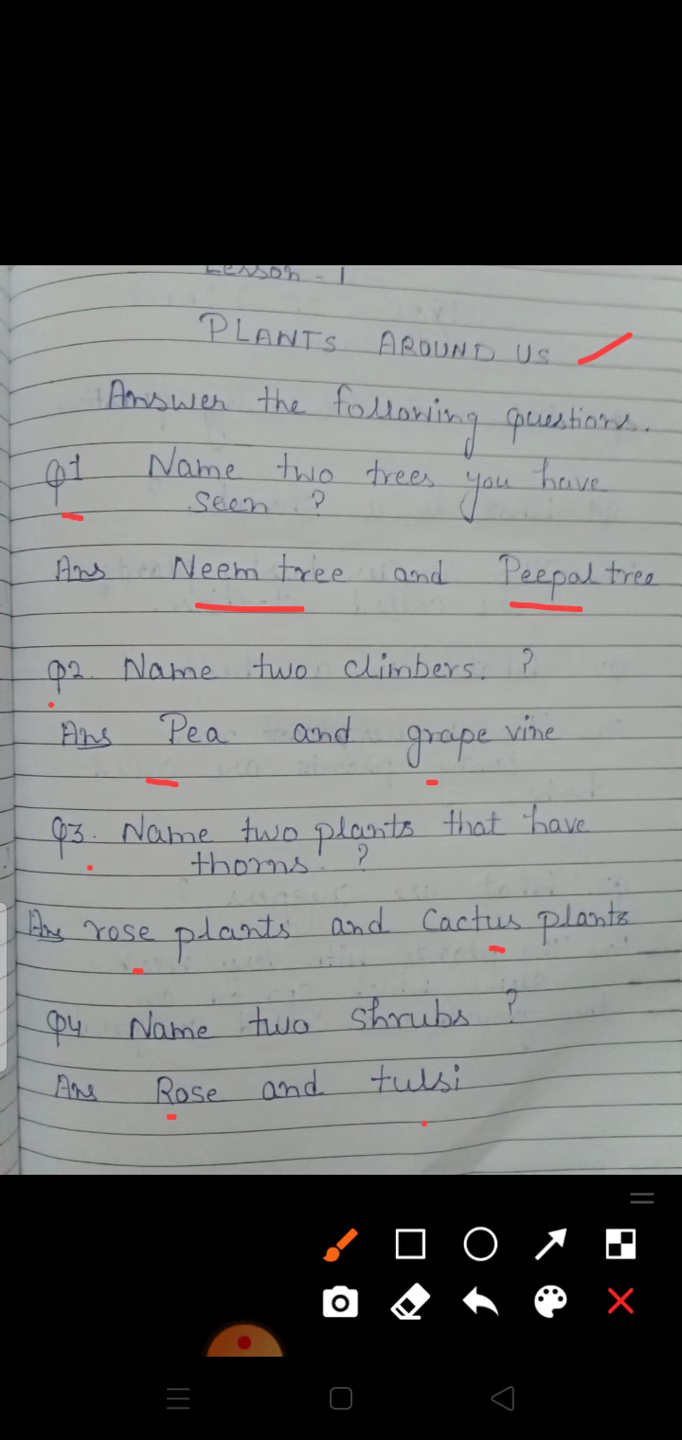 Lesson - 1
PLANTS AROUND US
Answer the following questions.
Q1 Name two trees you have
seen ?
Ans Neem tree and Peepal tree
Q2. Name two climbers. ?
Ans Pea and grape vine
Q3. Name two plants that have
thorns. ?
Ans rose plants and Cactus plants
Q4 Name two shrubs ?
Ans Rose and tulsi